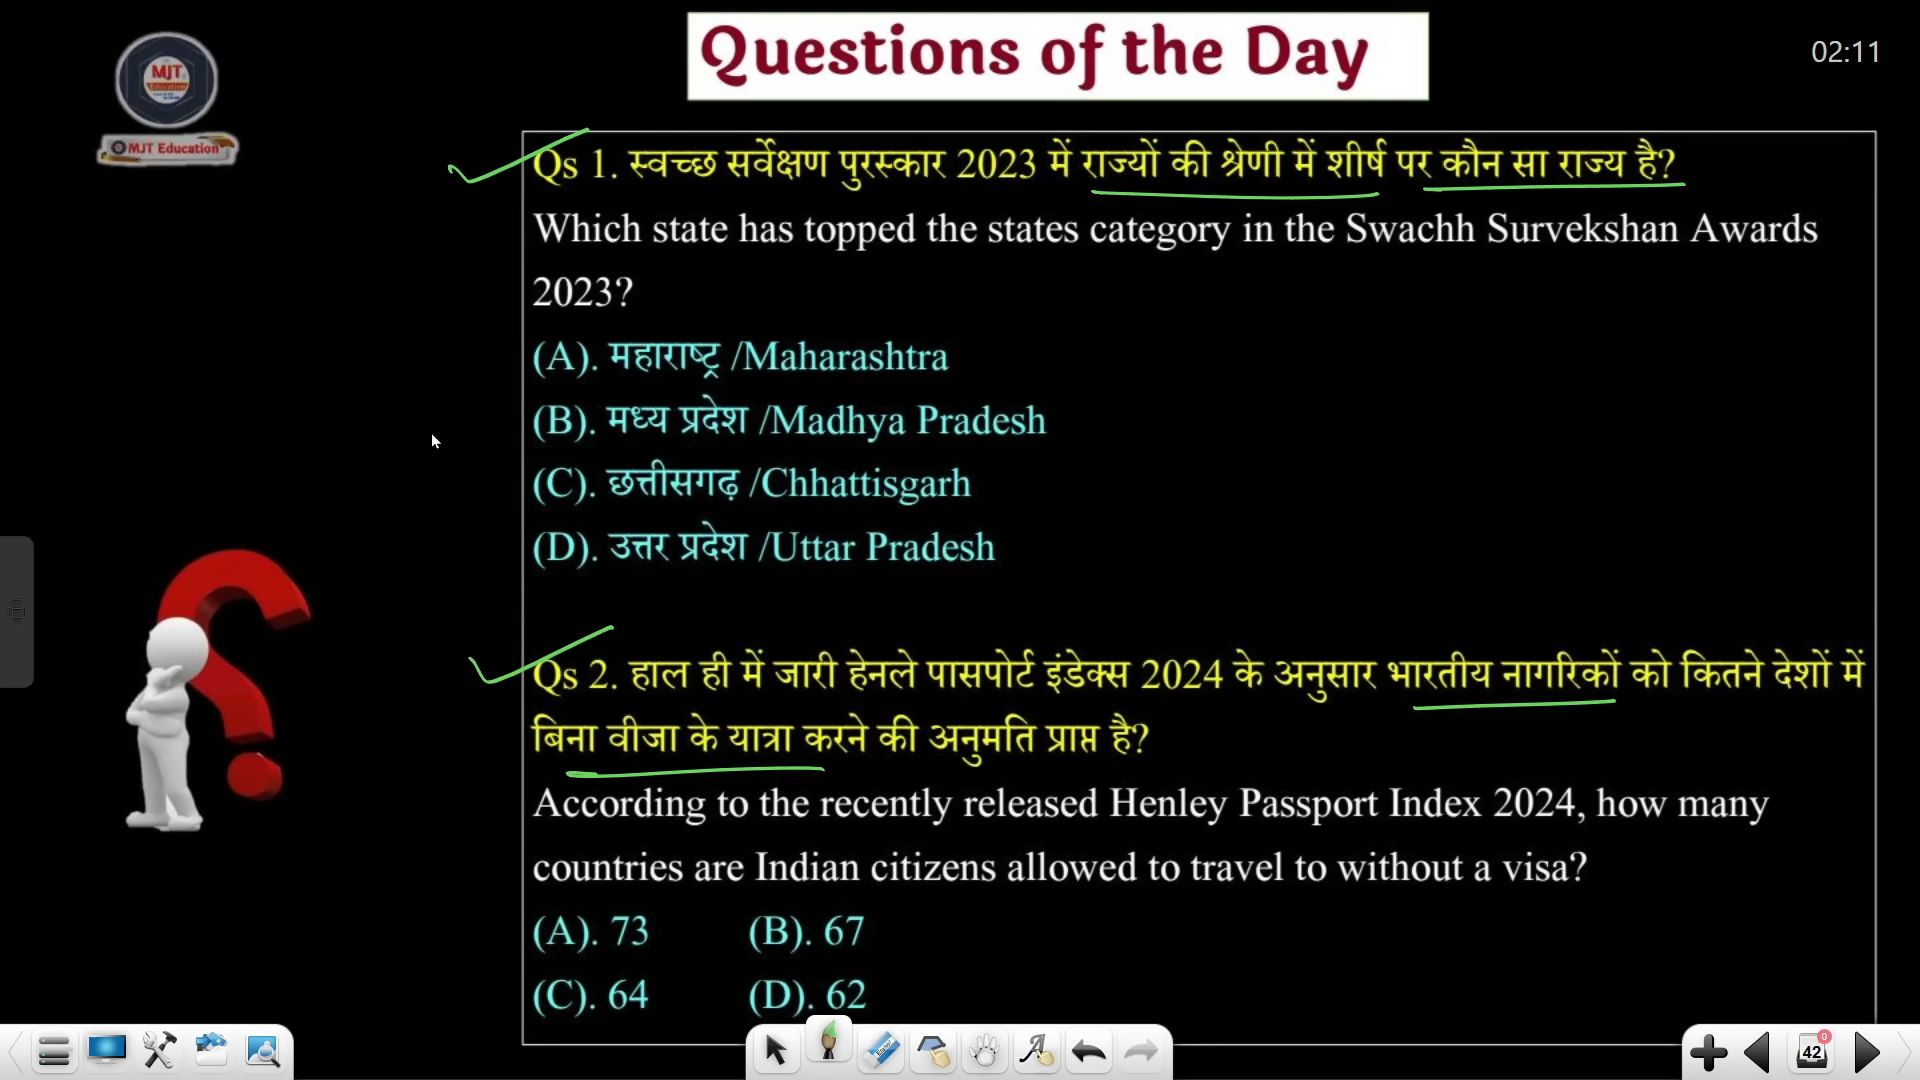 Questions of the Day
02:11
MJT
MJT Education
Qs 1. स्वच्छ सर्वेक्षण पुरस्कार 2023 में राज्यों की श्रेणी में शीर्ष पर कौन सा राज्य है?
Which state has topped the states category in the Swachh Survekshan Awards
2023?
(A). महाराष्ट्र /Maharashtra
(B). मध्य प्रदेश /Madhya Pradesh
(C). छत्तीसगढ़ /Chhattisgarh
(D). उत्तर प्रदेश /Uttar Pradesh
Qs 2. हाल ही में जारी हेनले पासपोर्ट इंडेक्स 2024 के अनुसार भारतीय नागरिकों को कितने देशों में
बिना वीजा के यात्रा करने की अनुमति प्राप्त है?
According to the recently released Henley Passport Index 2024, how many
countries are Indian citizens allowed to travel to without a visa?
(A). 73 (B). 67
(C). 64 (D). 62
42
0